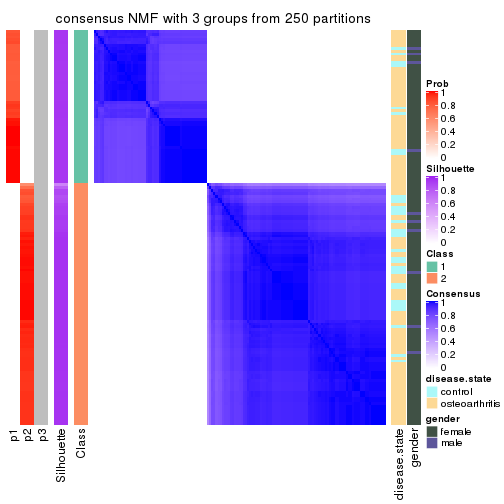 consensus NMF with 3 groups from 250 partitions
Prob
1
0.8
0.6
0.4
0.2
0
Silhouette
1
0.8
0.6
0.4
0.2
0
Class
1
2
Consensus
1
0.8
0.6
0.4
0.2
0
disease.state
control
osteoarthritis
gender
female
male
p1
p2
p3
Silhouette
Class
disease.state
gender